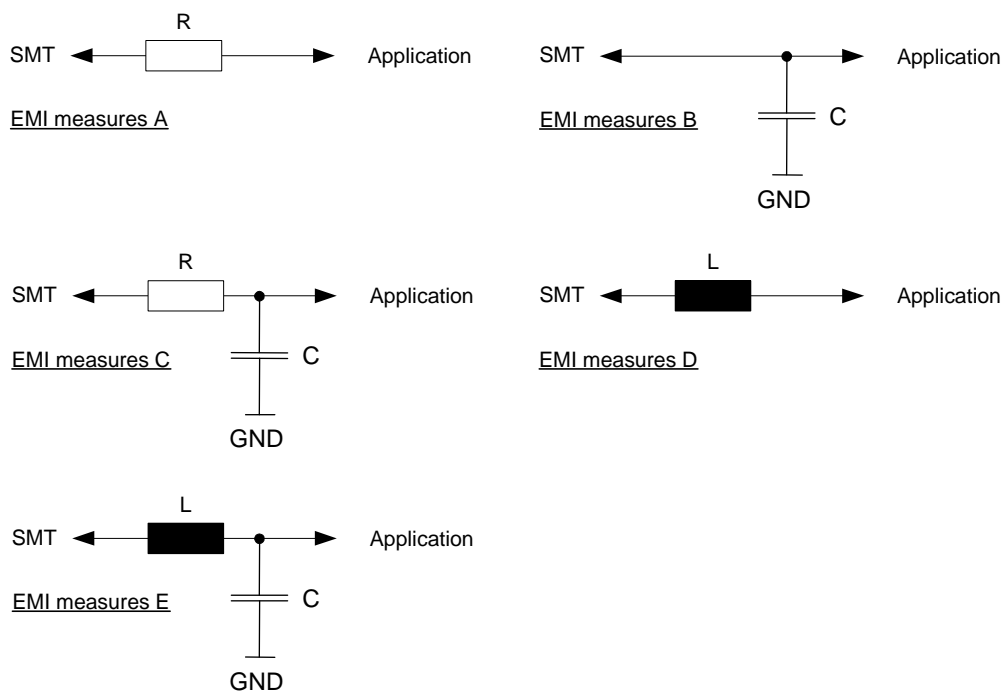 R
SMT Application
EMI measures A
SMT Application
EMI measures B
C
GND
R
SMT Application
EMI measures C
C
GND
L
SMT Application
EMI measures D
L
SMT Application
EMI measures E
C
GND